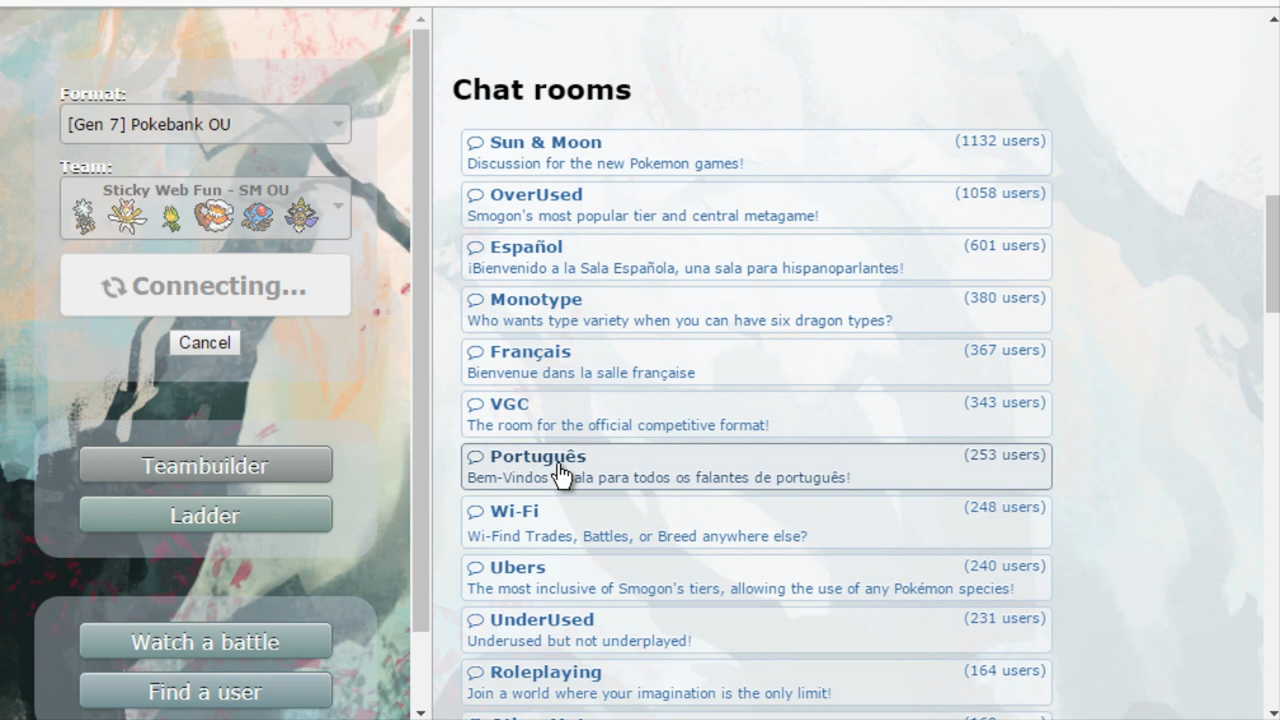 Format:
[Gen 7] Pokebank OU
Team:
Sticky Web Fun - SM OU
Connecting...
Cancel
Teambuilder
Ladder
Watch a battle
Find a user
Chat rooms
Sun & Moon (1132 users)
Discussion for the new Pokemon games!
OverUsed (1058 users)
Smogon's most popular tier and central metagame!
Español (601 users)
¡Bienvenido a la Sala Española, una sala para hispanoparlantes!
Monotype (380 users)
Who wants type variety when you can have six dragon types?
Français (367 users)
Bienvenue dans la salle française
VGC (343 users)
The room for the official competitive format!
Português (253 users)
Bem-Vindos para todos os falantes de português!
Wi-Fi (248 users)
Wi-Find Trades, Battles, or Breed anywhere else?
Ubers (240 users)
The most inclusive of Smogon's tiers, allowing the use of any Pokémon species!
UnderUsed (231 users)
Underused but not underplayed!
Roleplaying (164 users)
Join a world where your imagination is the only limit!